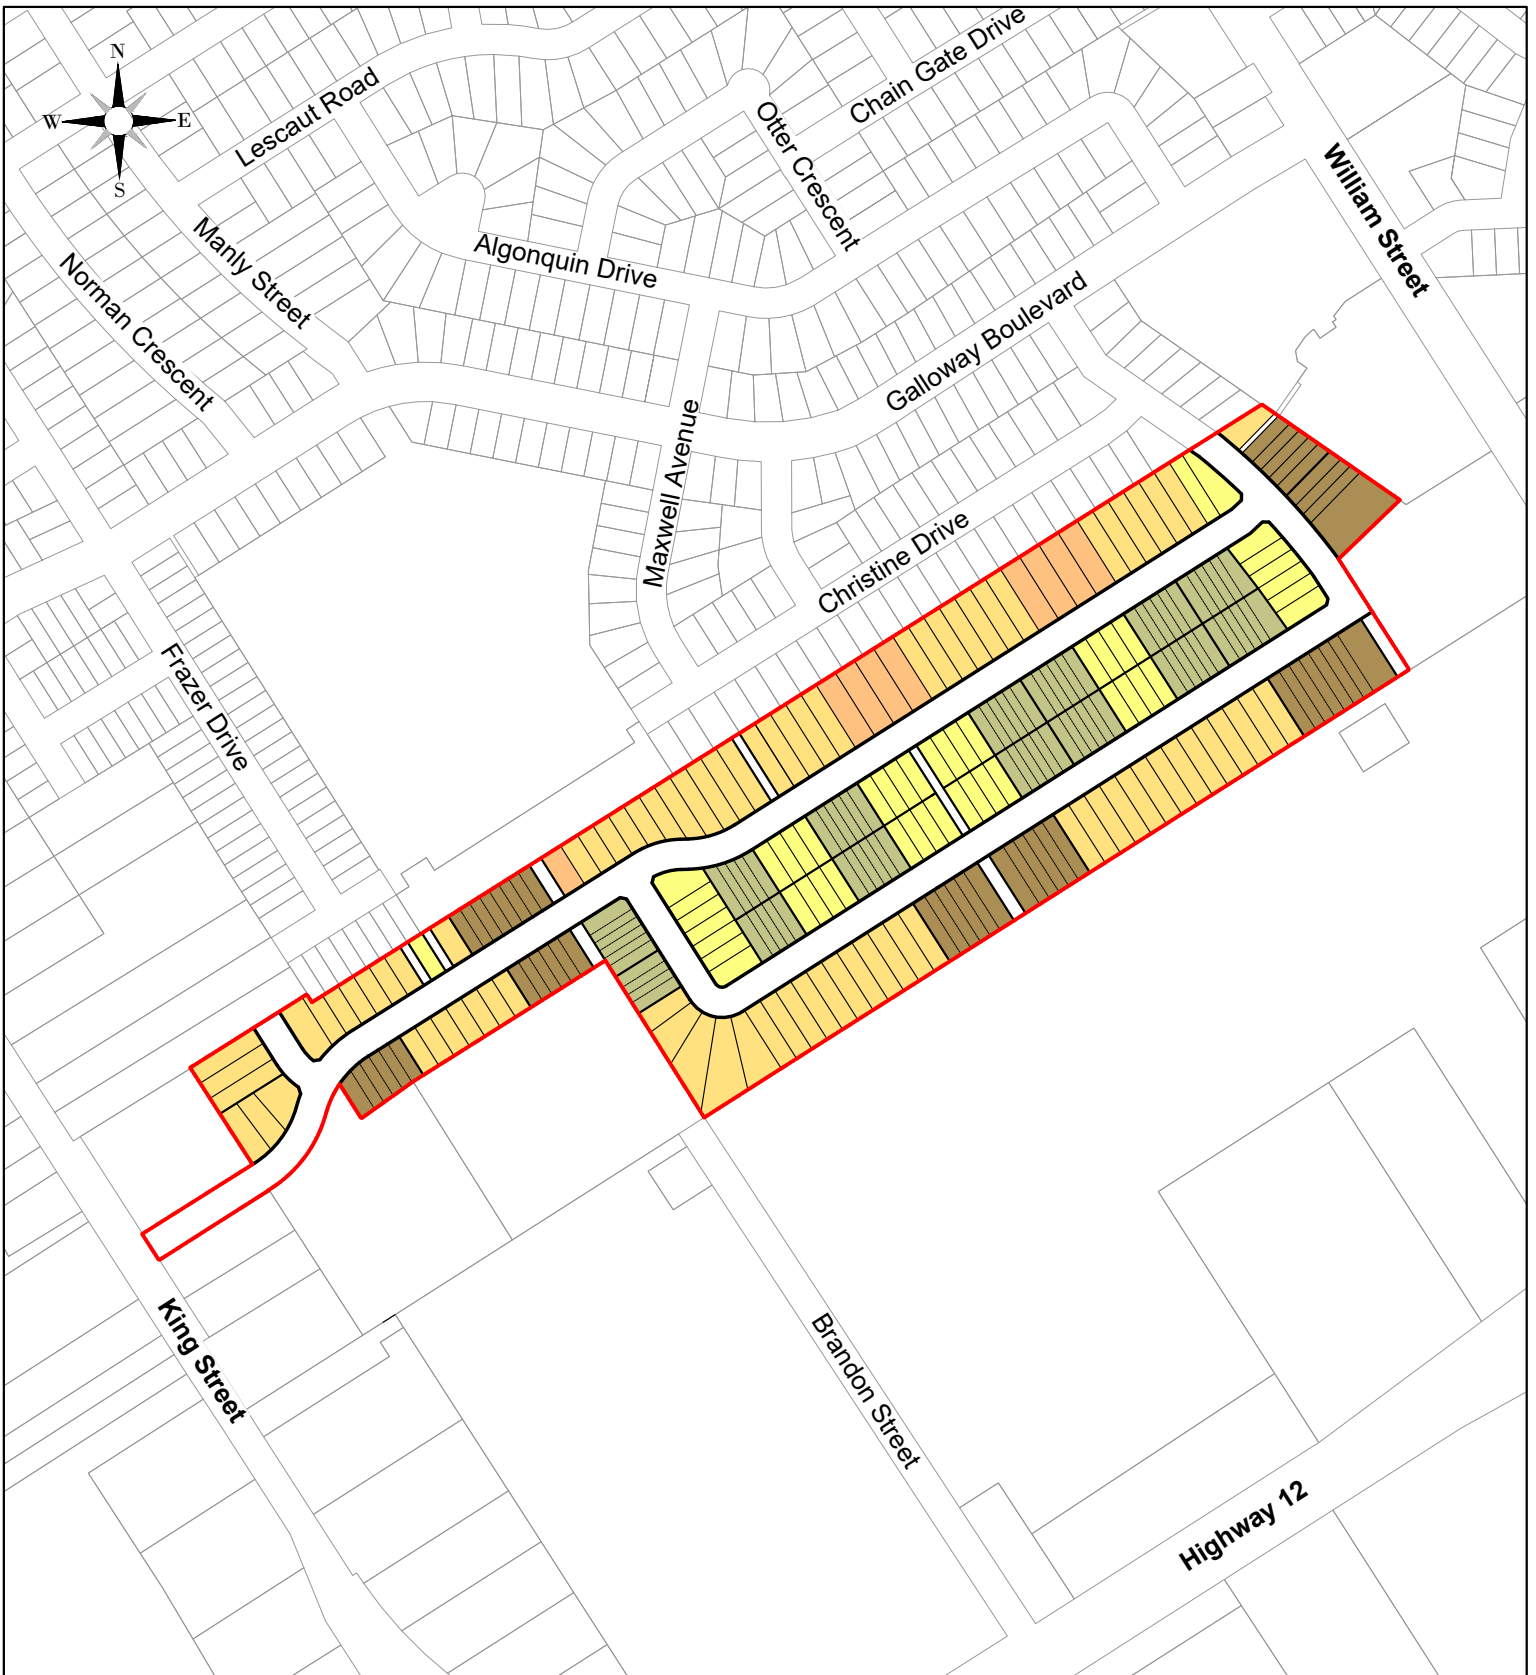 N
W
E
S
Lescaut Road
Chain Gate Drive
Otter Crescent
William Street
Manly Street
Algonquin Drive
Norman Crescent
Galloway Boulevard
Maxwell Avenue
Christine Drive
Frazer Drive
King Street
Brandon Street
Highway 12